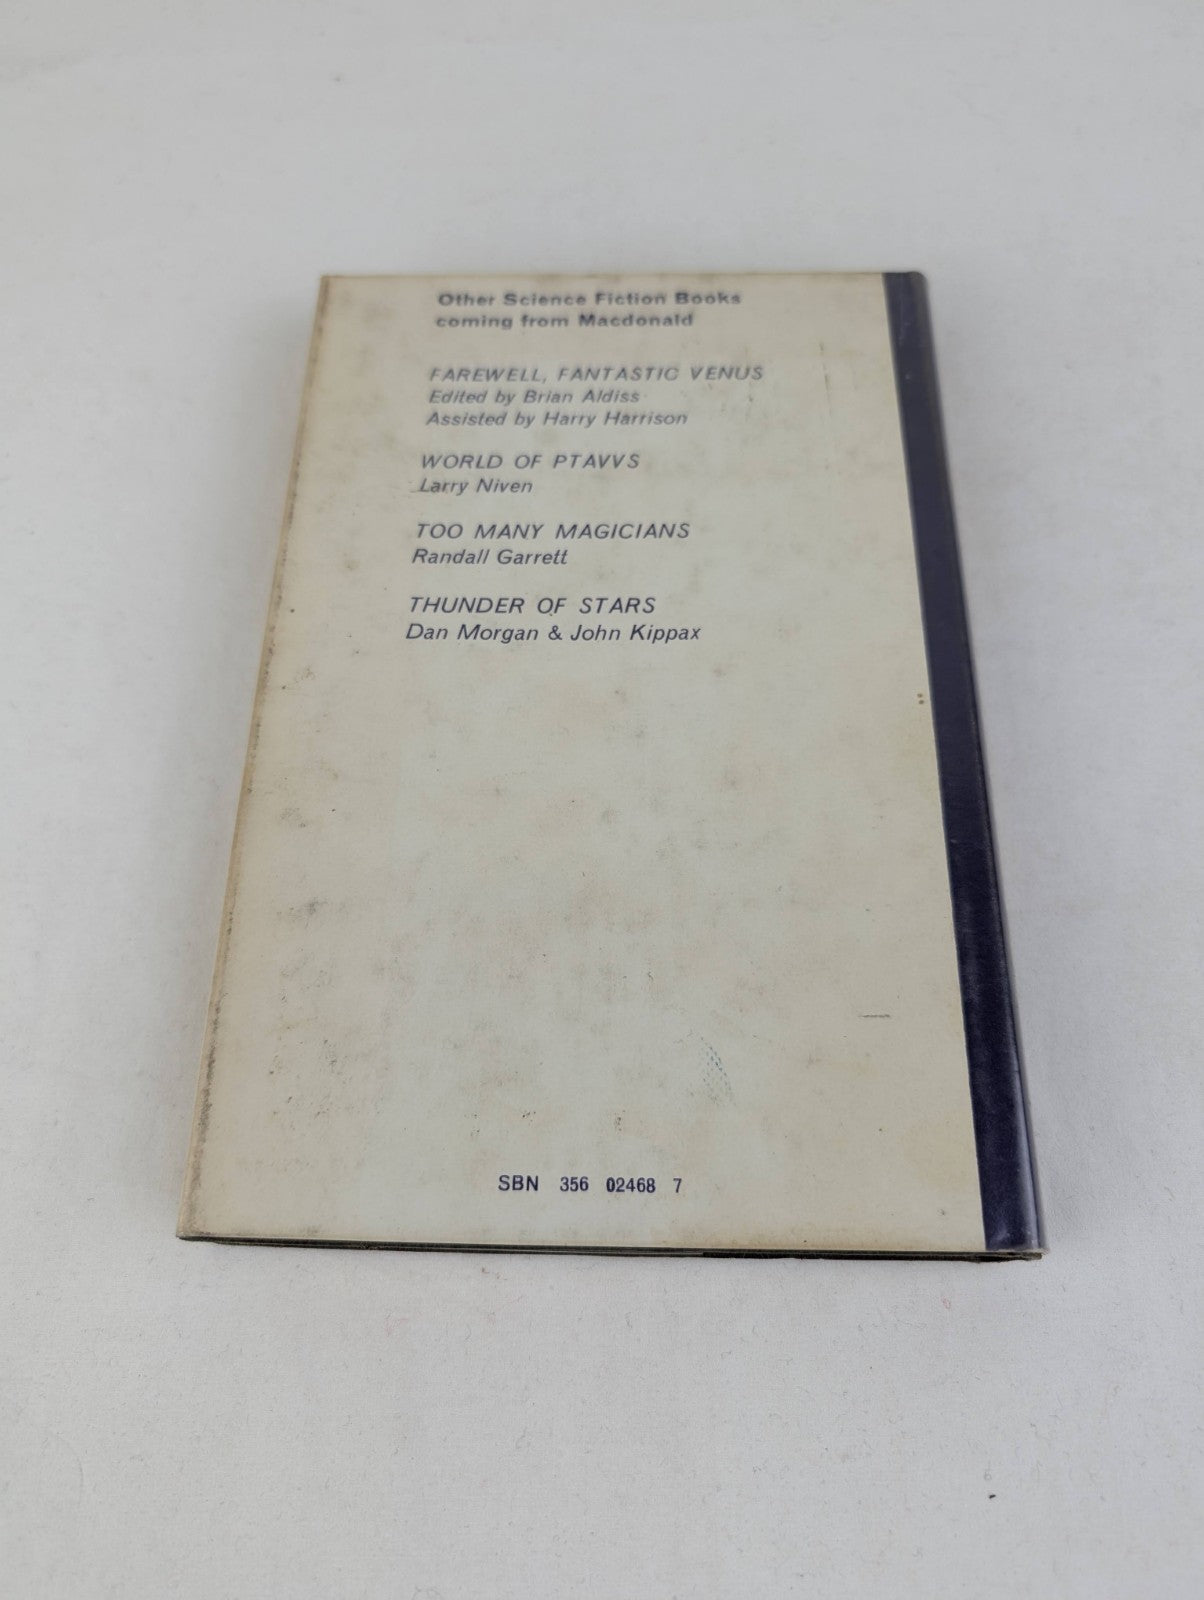 Other Science Fiction Books
coming from Macdonald
FAREWELL, FANTASTIC VENUS
Edited by Brian Aldiss
Assisted by Harry Harrison
WORLD OF PTAVVS
Larry Niven
TOO MANY MAGICIANS
Randall Garrett
THUNDER OF STARS
Dan Morgan & John Kippax
SBN 356 02468 7